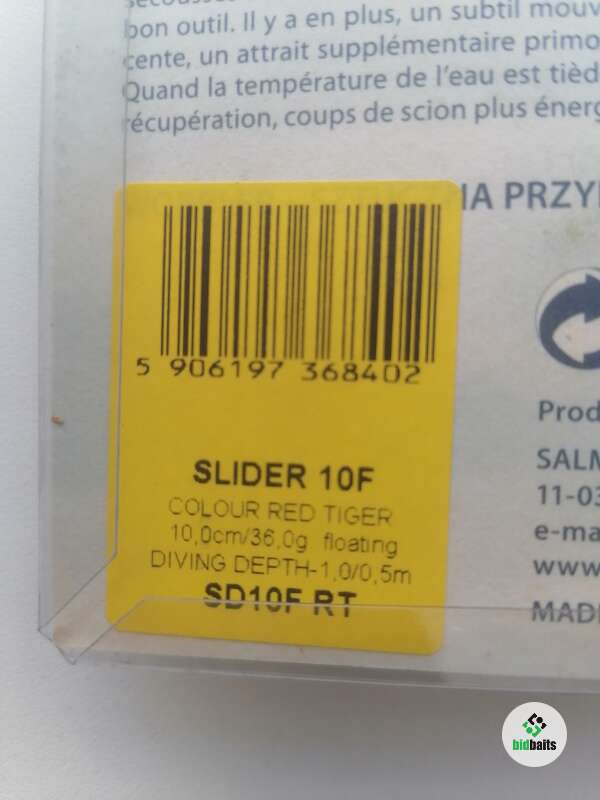 bon outil. Il y a en plus, un subtil mouv
cente, un attrait supplémentaire primo
Quand la température de l'eau est tièd
récupération, coups de scion plus énerg
IA PRZY
5 906197 368402
SLIDER 10F
COLOUR RED TIGER
10,0cm/36,0g floating
DIVING DEPTH-1,0/0,5m
SD10F RT
Prod
SALM
11-03
e-ma
www
MADE
bidbaits